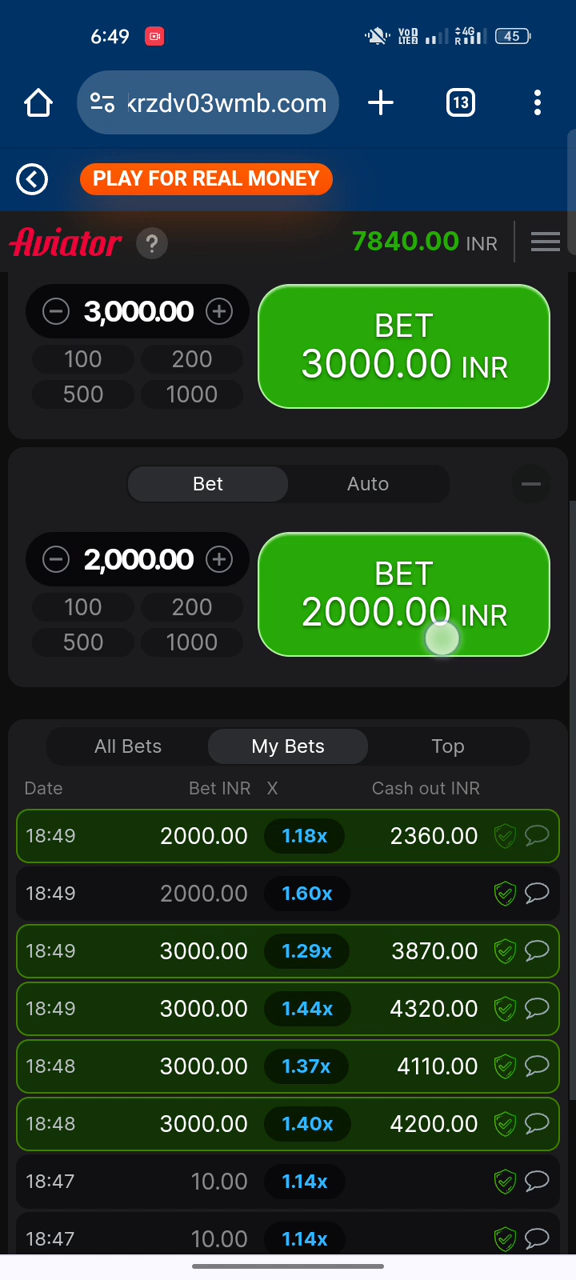 6:49 Vo LTE2 4G R 45
krzdv03wmb.com 13
PLAY FOR REAL MONEY
Aviator ? 7840.00 INR
3,000.00
BET
3000.00 INR
100 200
500 1000
Bet Auto
2,000.00
BET
2000.00 INR
100 200
500 1000
All Bets My Bets Top
Date Bet INR X Cash out INR
18:49 2000.00 1.18x 2360.00
18:49 2000.00 1.60x
18:49 3000.00 1.29x 3870.00
18:49 3000.00 1.44x 4320.00
18:48 3000.00 1.37x 4110.00
18:48 3000.00 1.40x 4200.00
18:47 10.00 1.14x
18:47 10.00 1.14x